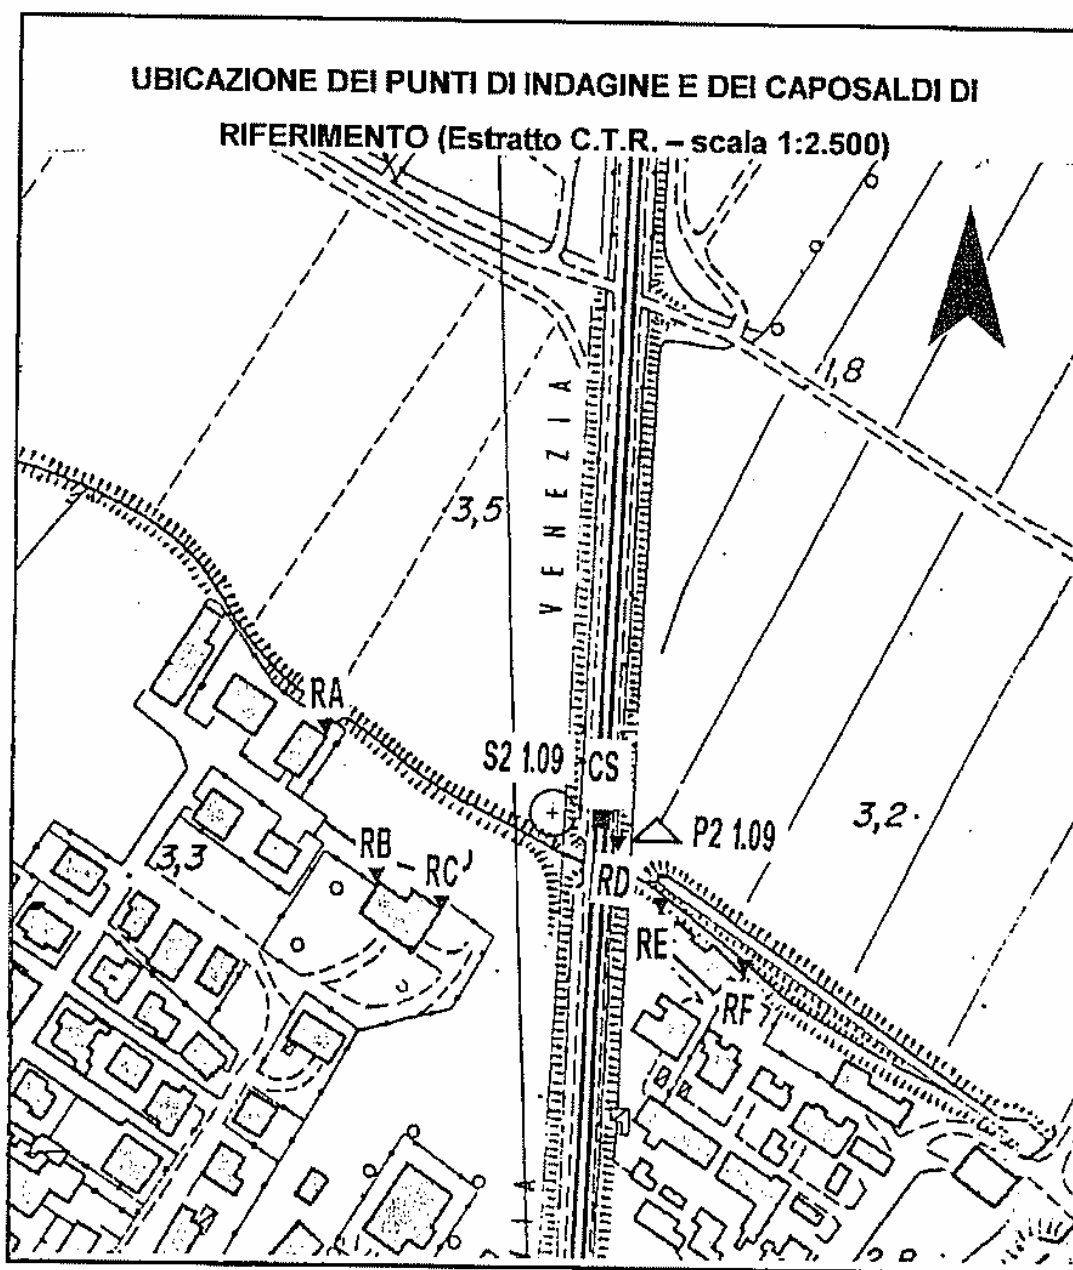 UBICAZIONE DEI PUNTI DI INDAGINE E DEI CAPOSALDI DI
RIFERIMENTO (Estratto C.T.R. – scala 1:2.500)
1,8
VENEZIA
3,5
RA
S2 1.09
CS
3,2
P2 1.09
3,3
RB
RC
RD
RE
RF